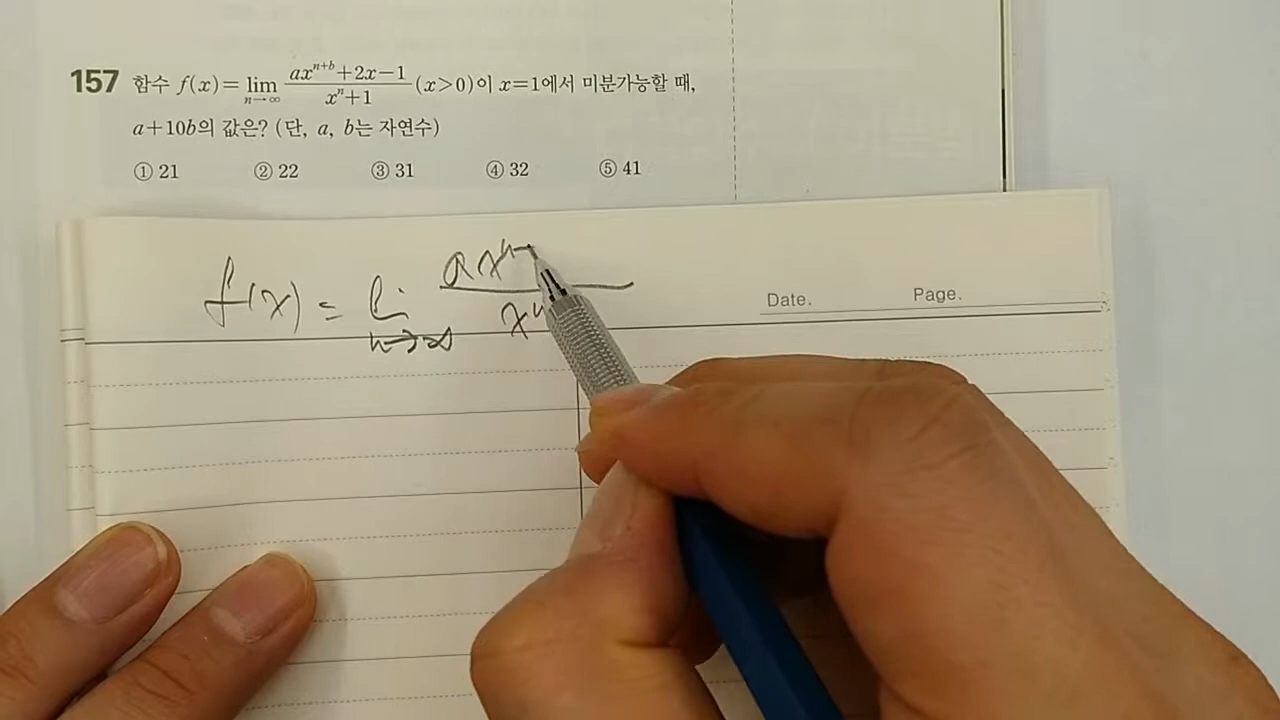 157 함수 f(x)=lim_{n→∞} \frac{ax^{n+b}+2x-1}{x^n+1} (x>0)이 x=1에서 미분가능할 때,
a+10b의 값은? (단, a, b는 자연수)
① 21 ② 22 ③ 31 ④ 32 ⑤ 41
f(x) = lim_{n→∞} \frac{ax^n}{x^n}
Date. Page.